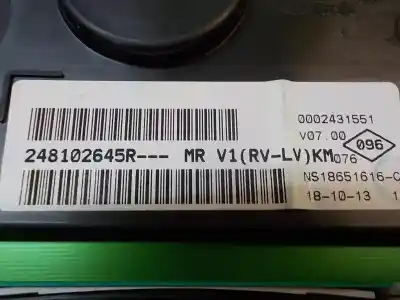 0002431551
V07.00
096
248102645R--- MR V1(RV-LV)KM
076
NS18651616-C
18-10-13